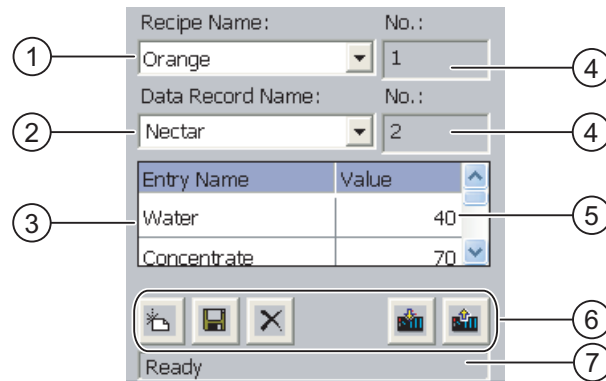 Recipe Name: No.:
1 Orange 1 4
Data Record Name: No.:
2 Nectar 2 4
Entry Name Value
3 Water 40 5
Concentrate 70
6
Ready 7